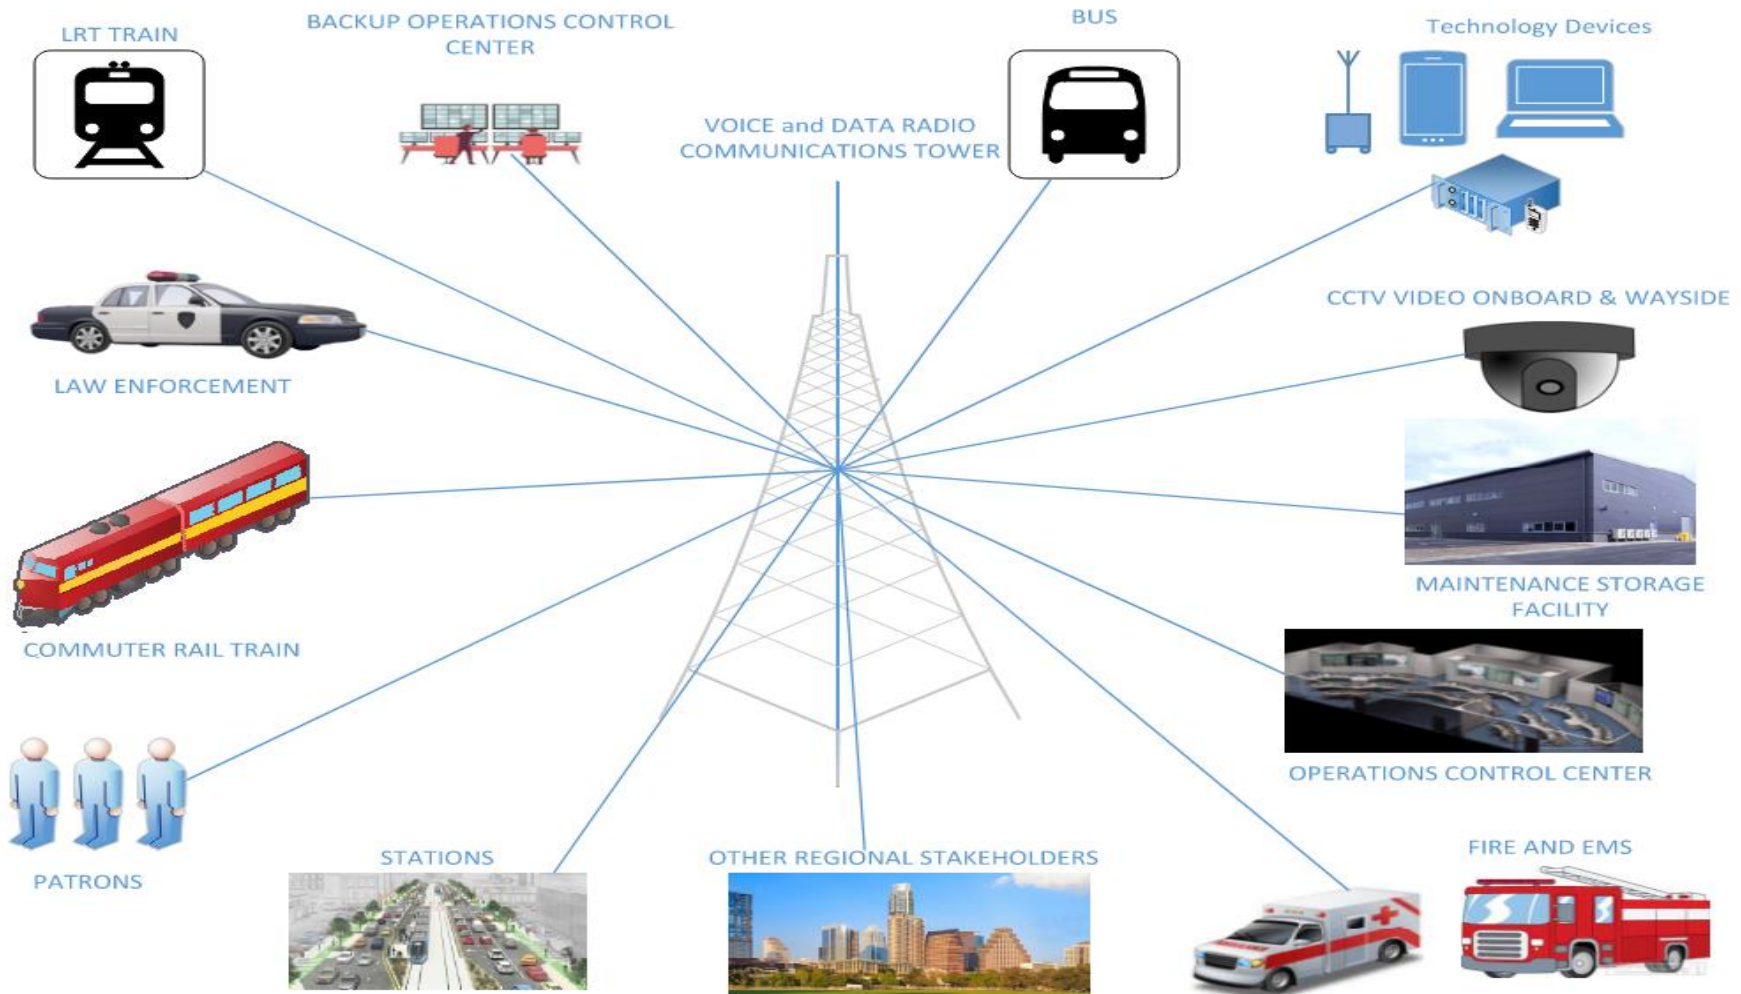 LRT TRAIN
BACKUP OPERATIONS CONTROL
CENTER
BUS
Technology Devices
VOICE and DATA RADIO
COMMUNICATIONS TOWER
CCTV VIDEO ONBOARD & WAYSIDE
LAW ENFORCEMENT
MAINTENANCE STORAGE
FACILITY
COMMUTER RAIL TRAIN
OPERATIONS CONTROL CENTER
PATRONS
STATIONS
OTHER REGIONAL STAKEHOLDERS
FIRE AND EMS